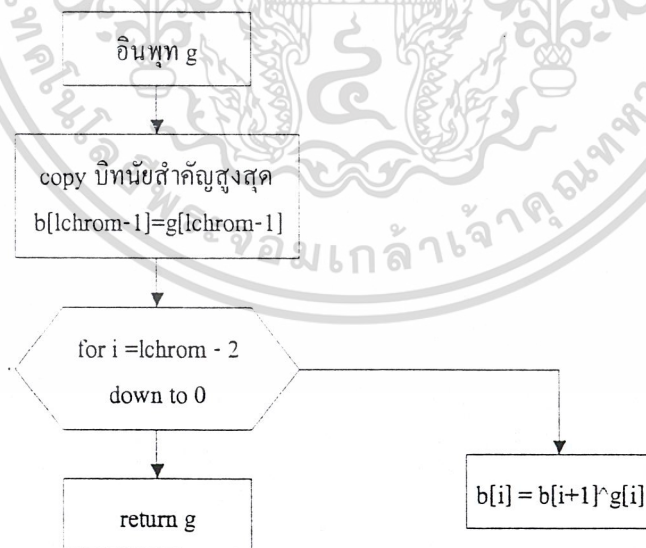 อินพุท g
copy บิทนัยสำคัญสูงสุด
b[lchrom-1]=g[lchrom-1]
for i =lchrom - 2
down to 0
b[i] = b[i+1]^g[i]
return g